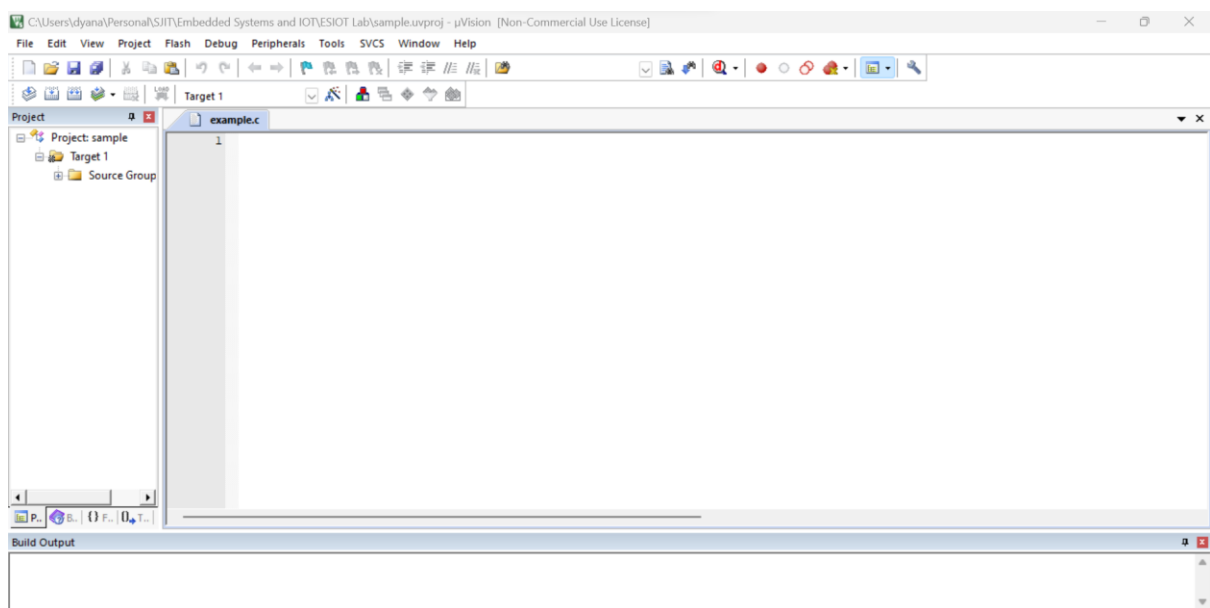 C:\Users\dyana\Personal\SJIT\Embedded Systems and IOT\ESIOT Lab\sample.uvproj - µVision [Non-Commercial Use License]
File Edit View Project Flash Debug Peripherals Tools SVCS Window Help
Target 1
Project
example.c
Project: sample
1
Target 1
Source Group
P.. B.. {} F.. 0 T..
Build Output